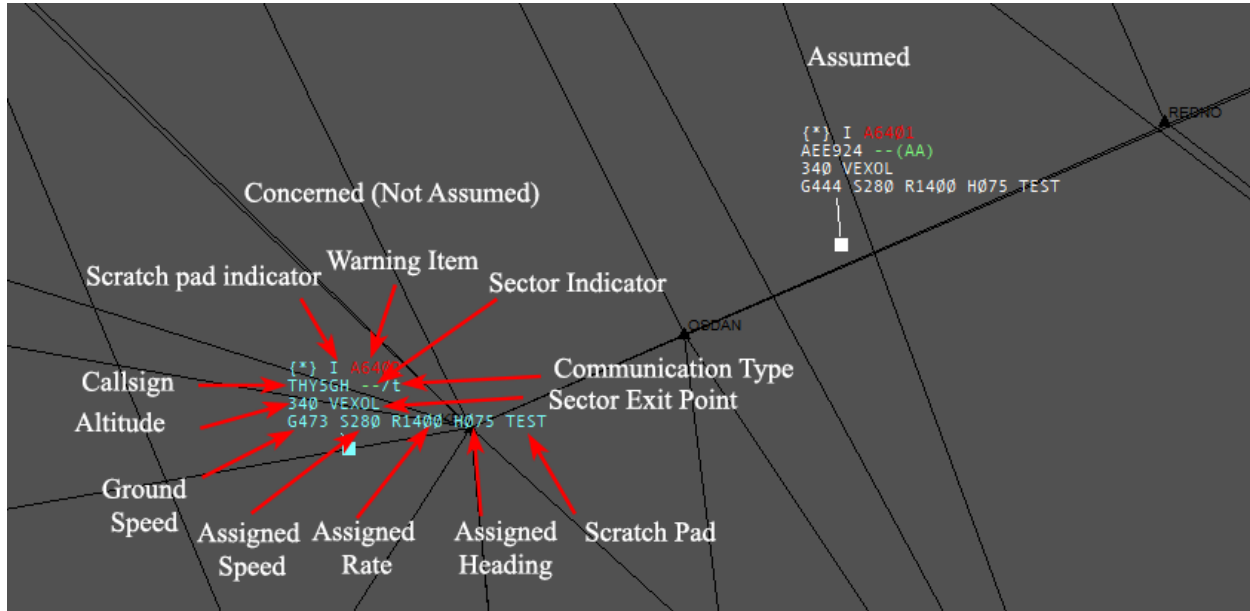 Assumed
REDNO
{*} I A6401
AEE924 --(AA)
340 VEXOL
G444 S280 R1400 H075 TEST
Concerned (Not Assumed)
Warning Item
Scratch pad indicator
Sector Indicator
OBDAN
{*} I
Callsign
THY5GH --/t
Communication Type
Altitude
340 VEXOL
Sector Exit Point
G473 S280 R1400 H075 TEST
Ground
Speed
Assigned
Speed
Assigned
Rate
Assigned
Heading
Scratch Pad